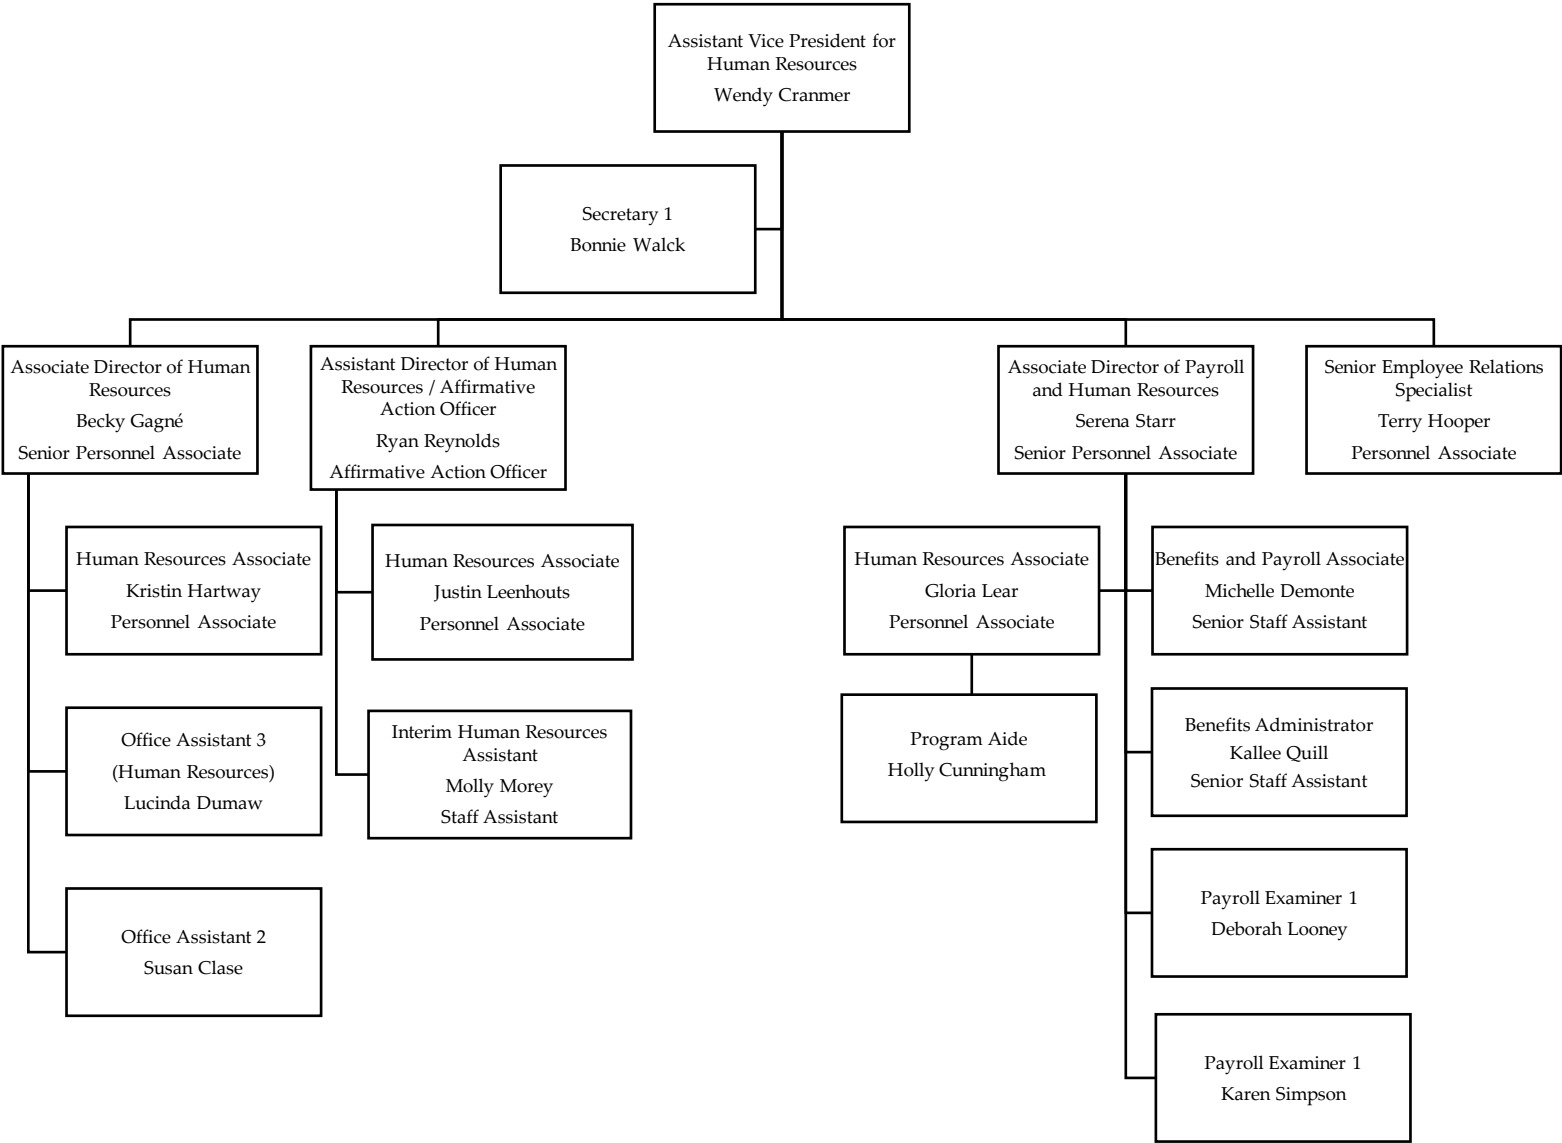 Assistant Vice President for
Human Resources
Wendy Cranmer
Secretary 1
Bonnie Walck
Associate Director of Human
Resources
Becky Gagné
Senior Personnel Associate
Assistant Director of Human
Resources / Affirmative
Action Officer
Ryan Reynolds
Affirmative Action Officer
Associate Director of Payroll
and Human Resources
Serena Starr
Senior Personnel Associate
Senior Employee Relations
Specialist
Terry Hooper
Personnel Associate
Human Resources Associate
Kristin Hartway
Personnel Associate
Human Resources Associate
Justin Leenhouts
Personnel Associate
Human Resources Associate
Gloria Lear
Personnel Associate
Benefits and Payroll Associate
Michelle Demonte
Senior Staff Assistant
Office Assistant 3
(Human Resources)
Lucinda Dumaw
Interim Human Resources
Assistant
Molly Morey
Staff Assistant
Program Aide
Holly Cunningham
Benefits Administrator
Kallee Quill
Senior Staff Assistant
Office Assistant 2
Susan Clase
Payroll Examiner 1
Deborah Looney
Payroll Examiner 1
Karen Simpson